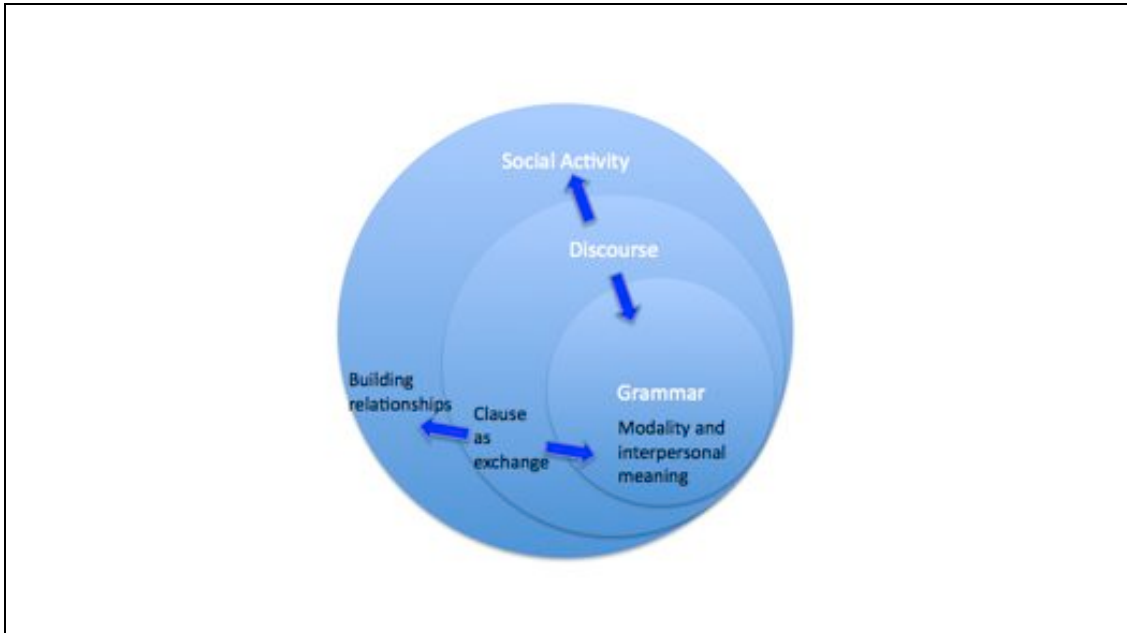 Social Activity
Discourse
Grammar
Building
relationships
Clause
as
exchange
Modality and
interpersonal
meaning